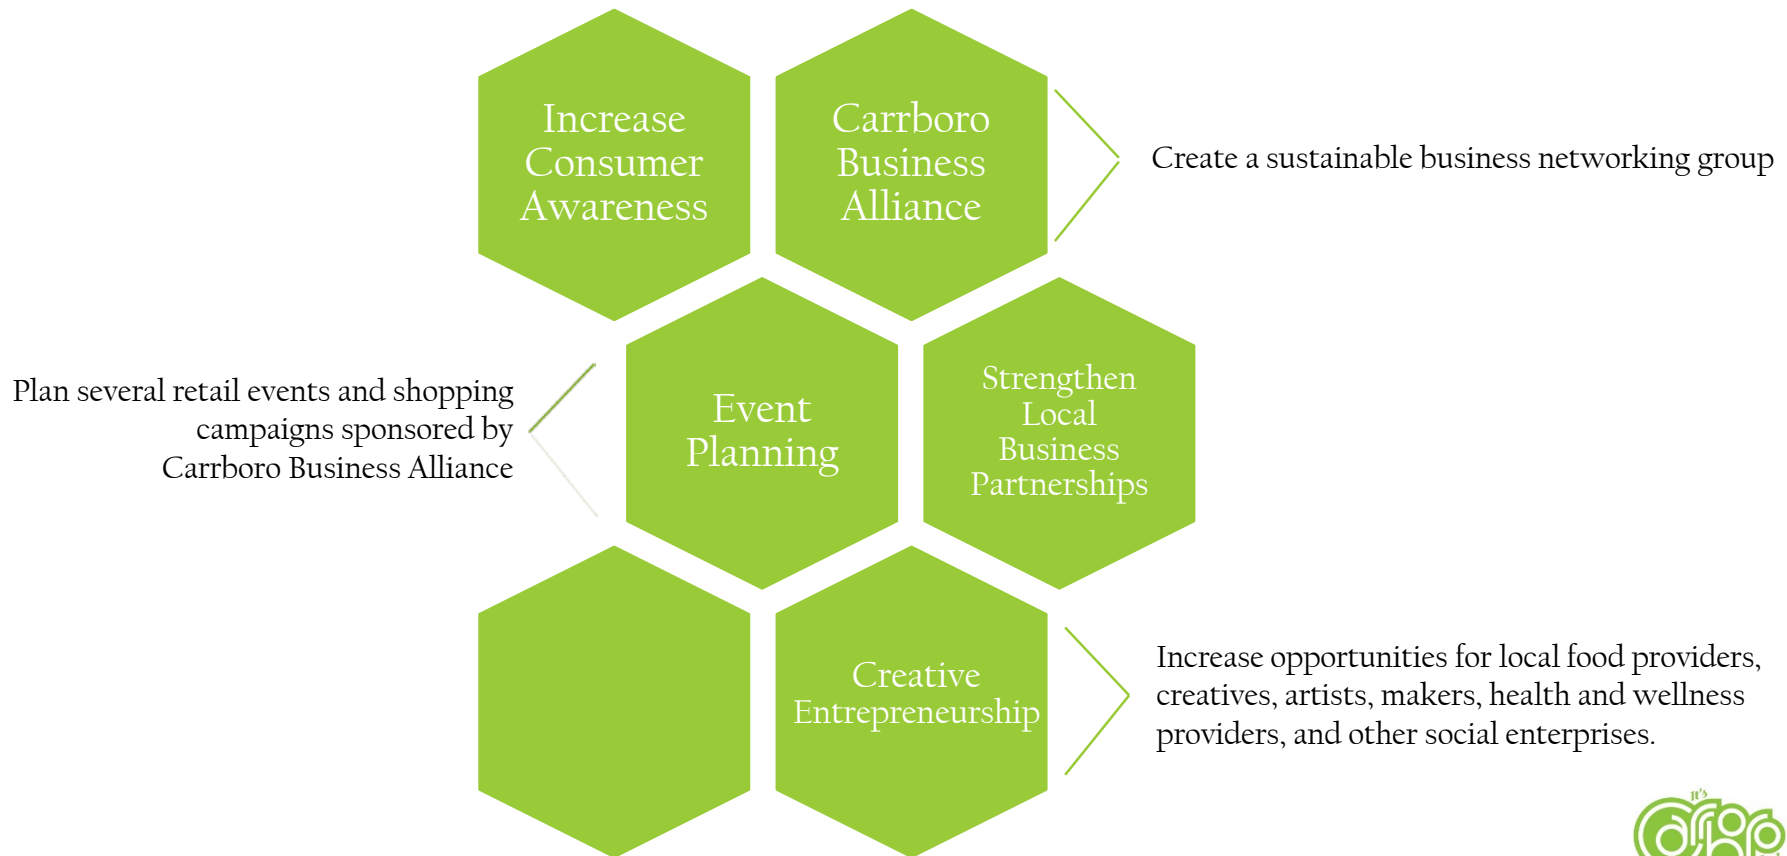 Increase
Consumer
Awareness
Carrboro
Business
Alliance
Create a sustainable business networking group
Plan several retail events and shopping
campaigns sponsored by
Carrboro Business Alliance
Event
Planning
Strengthen
Local
Business
Partnerships
Creative
Entrepreneurship
Increase opportunities for local food providers,
creatives, artists, makers, health and wellness
providers, and other social enterprises.
It's
Carrboro